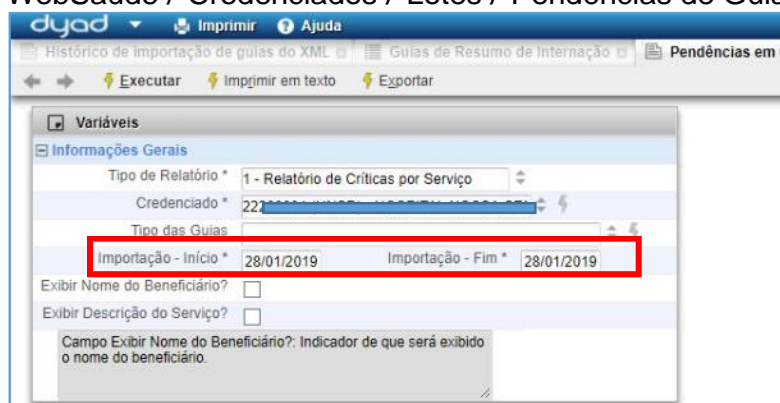 WebSaúde / Credenciados / Lotes / Pendências de Guia
dyad Imprimir Ajuda
Histórico de importação de guias do XML Guias de Resumo de Internação Pendências em
Executar Imprimir em texto Exportar
Variáveis
Informações Gerais
Tipo de Relatório * 1 - Relatório de Críticas por Serviço
Credenciado *
Tipo das Guias
Importação - Início * 28/01/2019 Importação - Fim * 28/01/2019
Exibir Nome do Beneficiário?
Exibir Descrição do Serviço?
Campo Exibir Nome do Beneficiário?: Indicador de que será exibido
o nome do beneficiário.